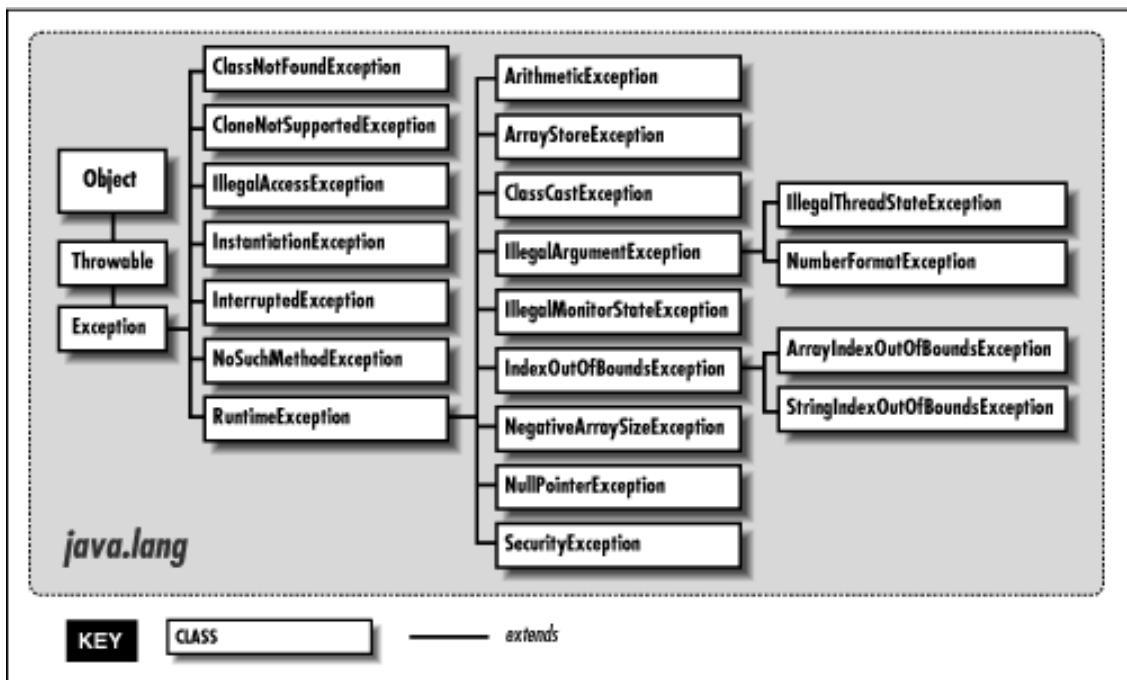 Object
Throwable
Exception
ClassNotFoundException
CloneNotSupportedException
IllegalAccessException
InstantiationException
InterruptedException
NoSuchMethodException
RuntimeException
ArithmeticException
ArrayStoreException
ClassCastException
IllegalArgumentException
IllegalMonitorStateException
IndexOutOfBoundsException
NegativeArraySizeException
NullPointerException
SecurityException
IllegalThreadStateException
NumberFormatException
ArrayIndexOutOfBoundsException
StringIndexOutOfBoundsException
java.lang
KEY
CLASS
extends